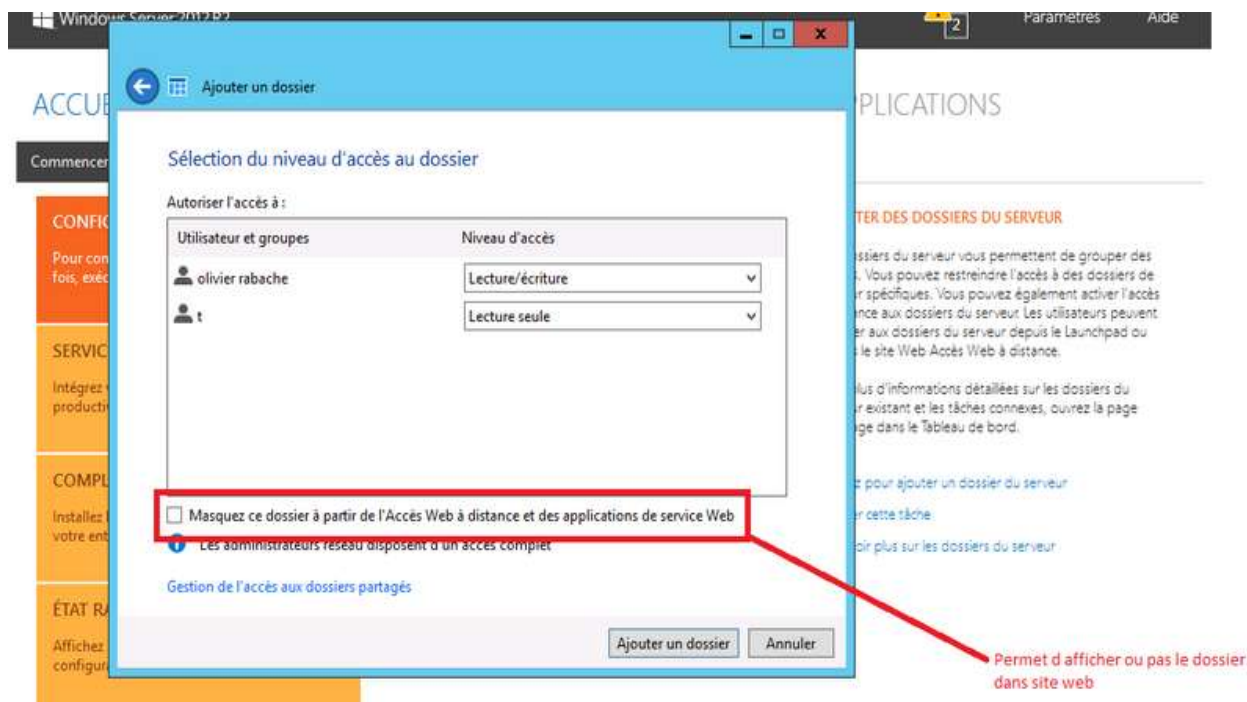 Windows Server 2012 R2
2
Paramètres
Aide
Ajouter un dossier
ACCUE
PLICATIONS
Commencer
Sélection du niveau d'accès au dossier
Autoriser l'accès à :
Utilisateur et groupes
Niveau d'accès
olivier rabache
Lecture/écriture
t
Lecture seule
Masquez ce dossier à partir de l'Accès Web à distance et des applications de service Web
Les administrateurs réseau disposent d'un accès complet
Gestion de l'accès aux dossiers partagés
Ajouter un dossier
Annuler
CONFIG
Pour con
fois, exéc
SERVIC
Intégrez
producti
COMPL
Installez
votre ent
ÉTAT RA
Affichez
configura
TER DES DOSSIERS DU SERVEUR
ssiers du serveur vous permettent de grouper des
s. Vous pouvez restreindre l'accès à des dossiers de
r spécifiques. Vous pouvez également activer l'accès
nce aux dossiers du serveur. Les utilisateurs peuvent
er aux dossiers du serveur depuis le Launchpad ou
le site Web Accès Web à distance.
lus d'informations détaillées sur les dossiers du
r existant et les tâches connexes, ouvrez la page
ge dans le Tableau de bord.
z pour ajouter un dossier du serveur
r cette tâche
oir plus sur les dossiers du serveur
Permet d afficher ou pas le dossier
dans site web